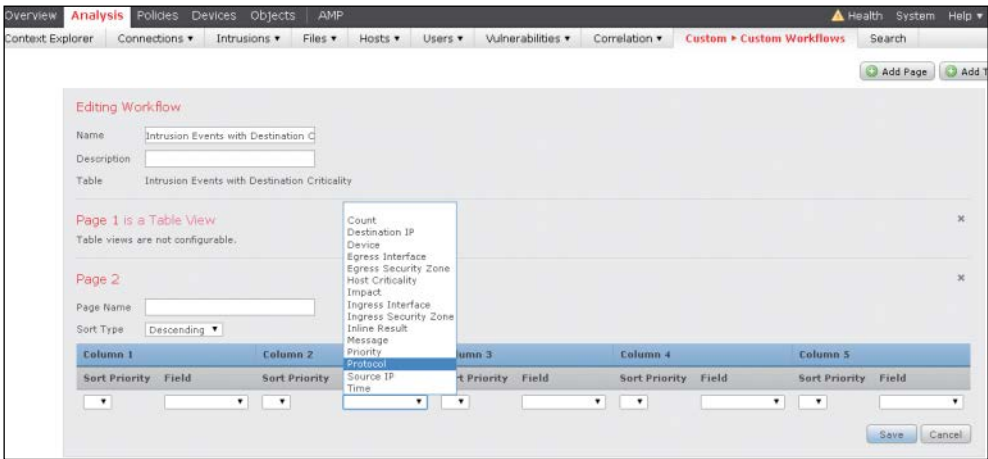 Overview Analysis Policies Devices Objects AMP Health System Help ▾
Context Explorer Connections ▾ Intrusions ▾ Files ▾ Hosts ▾ Users ▾ Vulnerabilities ▾ Correlation ▾ Custom ▸ Custom Workflows Search
Add Page Add T
Editing Workflow
Name Intrusion Events with Destination C
Description
Table Intrusion Events with Destination Criticality
Page 1 is a Table View
Table views are not configurable.
Page 2
Page Name
Sort Type Descending ▾
Count
Destination IP
Device
Egress Interface
Egress Security Zone
Host Criticality
Impact
Ingress Interface
Ingress Security Zone
Inline Result
Message
Priority
Protocol
Source IP
Time
Column 1 Column 2 lumn 3 Column 4 Column 5
Sort Priority Field Sort Priority rt Priority Field Sort Priority Field Sort Priority Field
Save Cancel